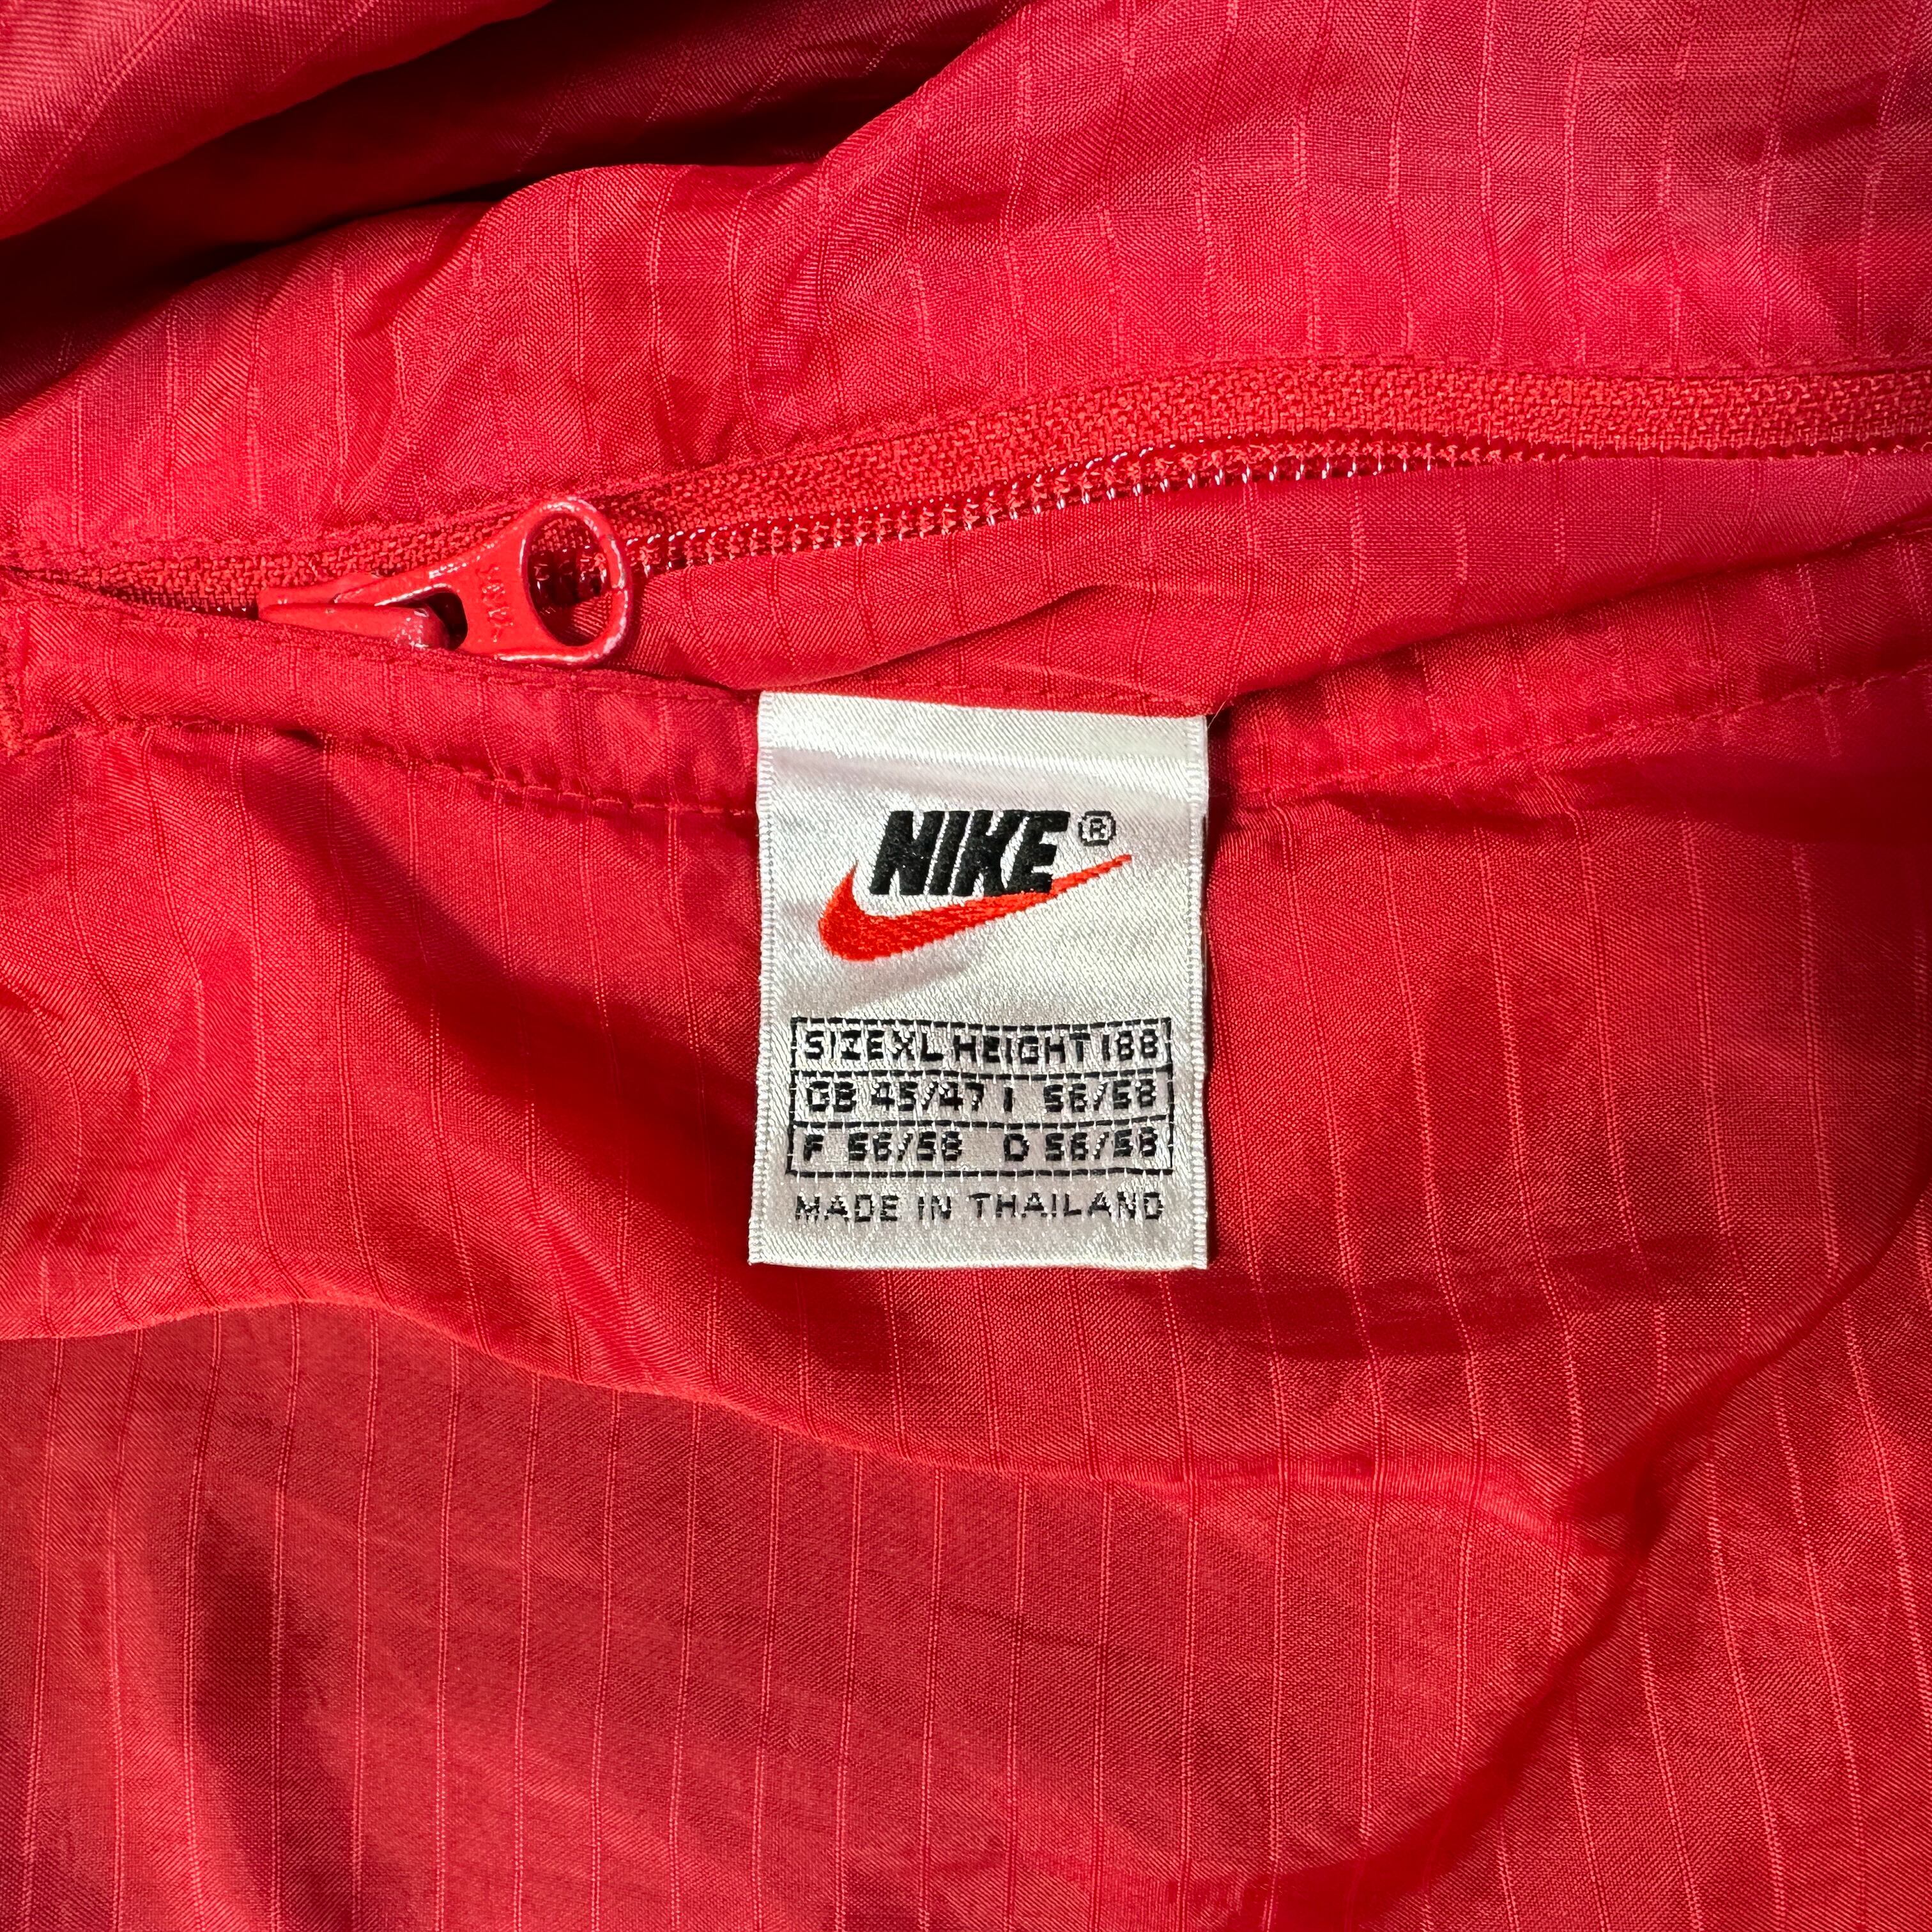 NIKE®
SIZE XL HEIGHT 188
GB 45/47 I 56/58
F 56/58 D 56/58
MADE IN THAILAND